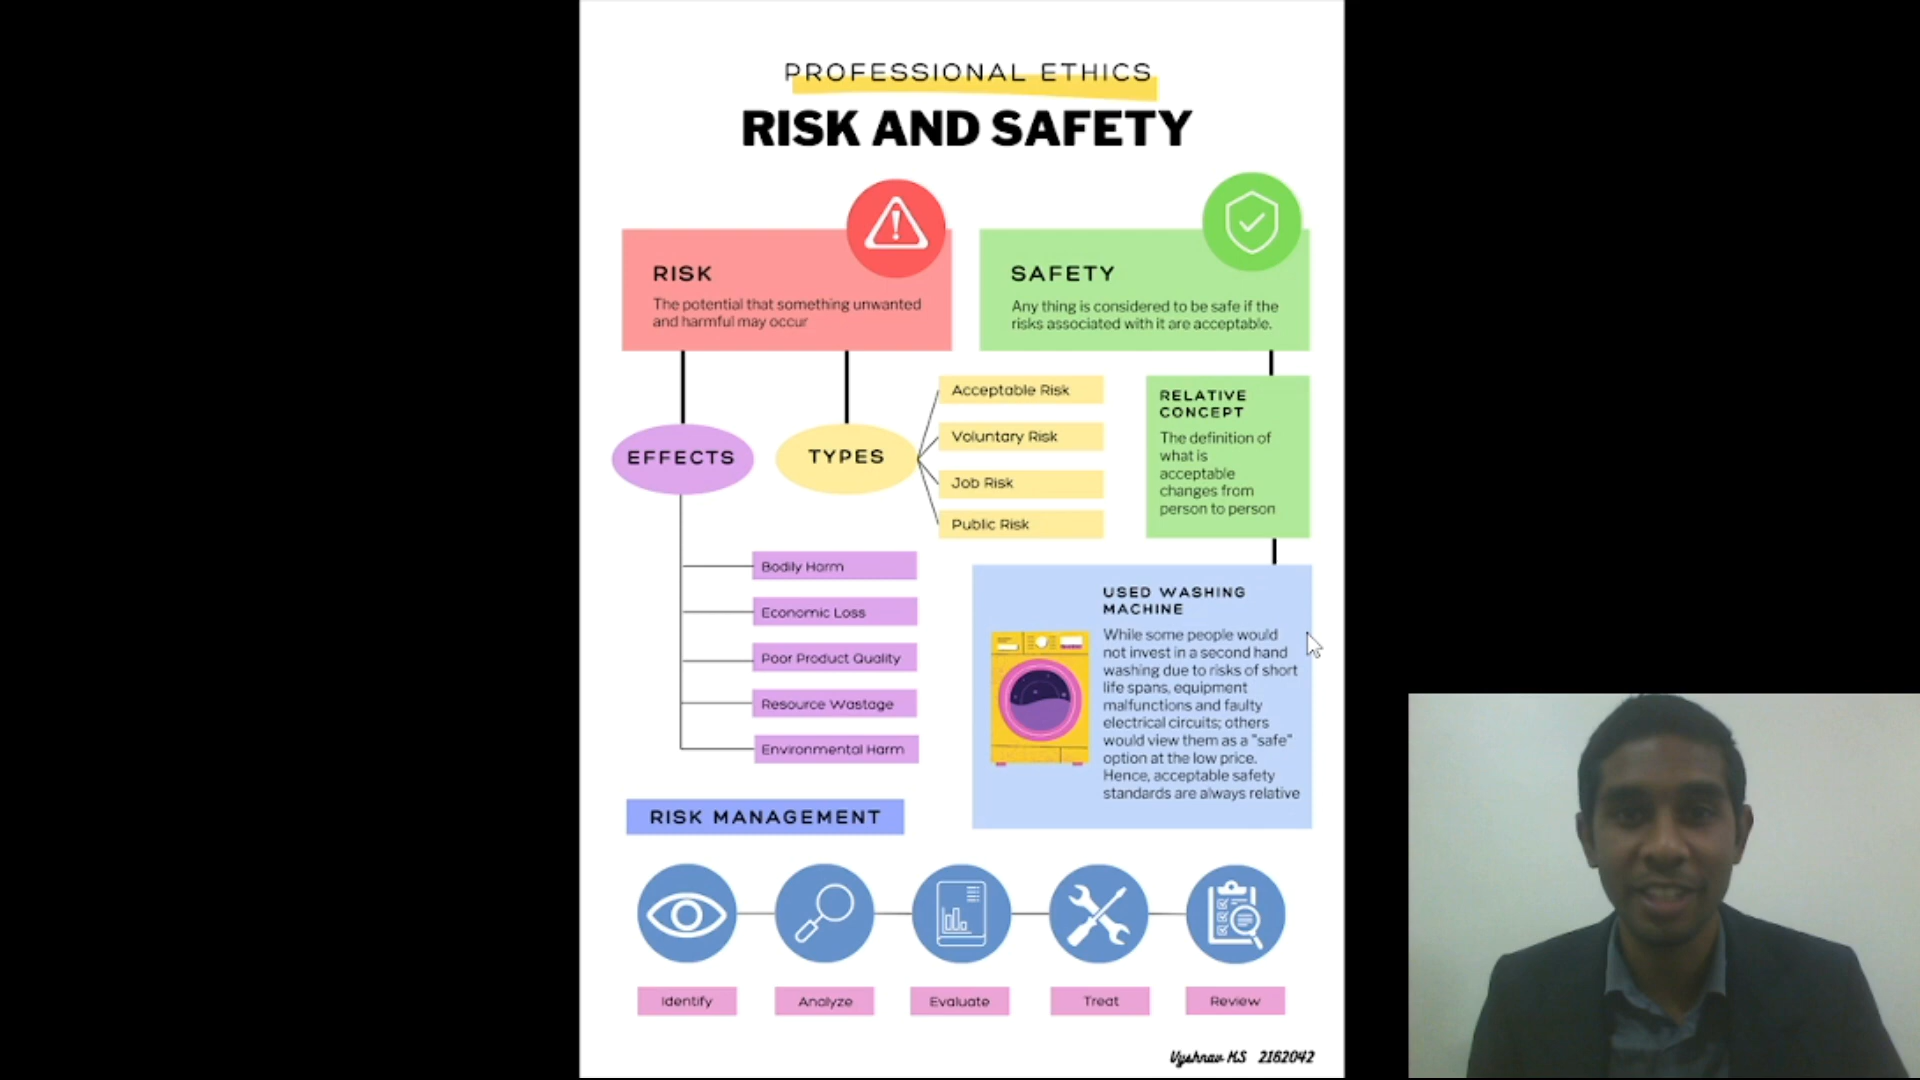 PROFESSIONAL ETHICS
RISK AND SAFETY
RISK
The potential that something unwanted
and harmful may occur
SAFETY
Any thing is considered to be safe if the
risks associated with it are acceptable.
EFFECTS
TYPES
Acceptable Risk
Voluntary Risk
Job Risk
Public Risk
RELATIVE
CONCEPT
The definition of
what is
acceptable
changes from
person to person
Bodily Harm
Economic Loss
Poor Product Quality
Resource Wastage
Environmental Harm
USED WASHING
MACHINE
While some people would
not invest in a second hand
washing due to risks of short
life spans, equipment
malfunctions and faulty
electrical circuits; others
would view them as a "safe"
option at the low price.
Hence, acceptable safety
standards are always relative
RISK MANAGEMENT
Identify
Analyze
Evaluate
Treat
Review
Vyshnav M.S 2162042